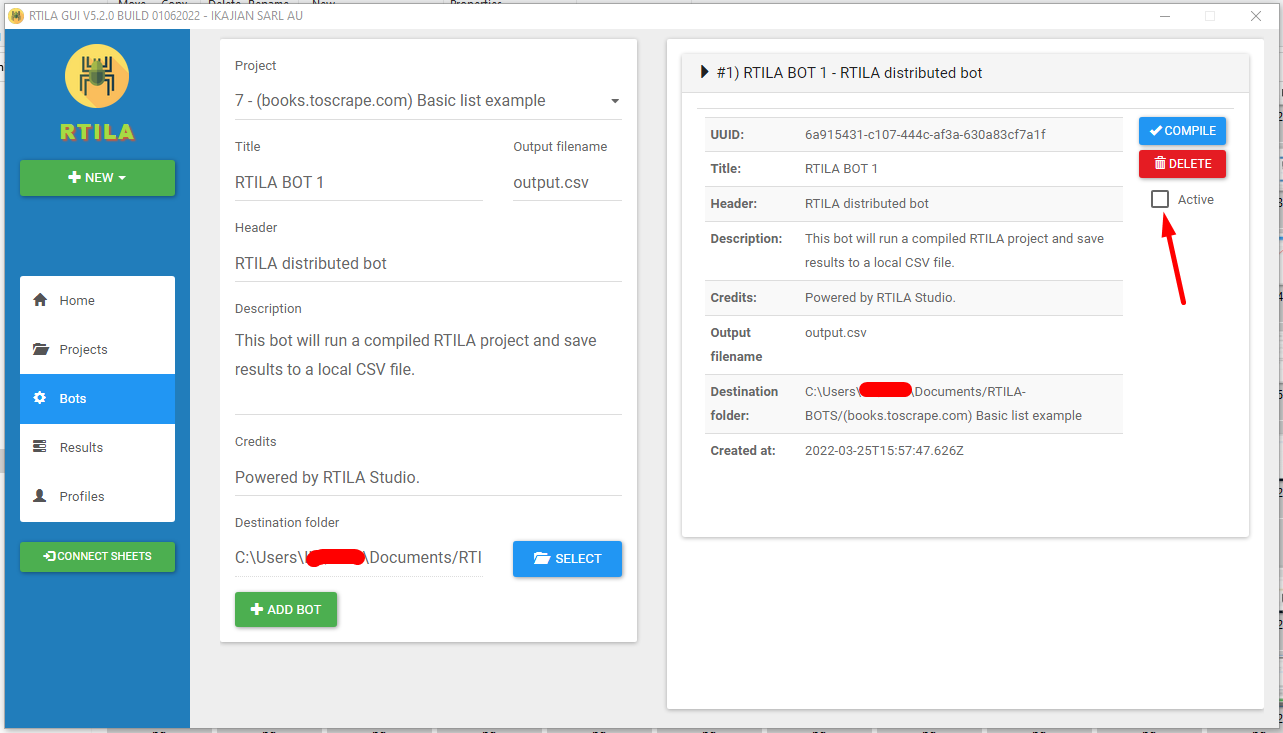 Move Copy Delete Rename New Properties
RTILA GUI V5.2.0 BUILD 01062022 - IKAJIAN SARL AU
RTILA
NEW
Home
Projects
Bots
Results
Profiles
CONNECT SHEETS
Project
7 - (books.toscrape.com) Basic list example
Title
Output filename
RTILA BOT 1
output.csv
Header
RTILA distributed bot
Description
This bot will run a compiled RTILA project and save
results to a local CSV file.
Credits
Powered by RTILA Studio.
Destination folder
C:\Users\ \Documents/RTI
SELECT
ADD BOT
#1) RTILA BOT 1 - RTILA distributed bot
UUID: 6a915431-c107-444c-af3a-630a83cf7a1f
Title: RTILA BOT 1
Header: RTILA distributed bot
Description: This bot will run a compiled RTILA project and save
results to a local CSV file.
Credits: Powered by RTILA Studio.
Output output.csv
filename
Destination C:\Users\ \Documents/RTILA-
folder: BOTS/(books.toscrape.com) Basic list example
Created at: 2022-03-25T15:57:47.626Z
COMPILE
DELETE
Active